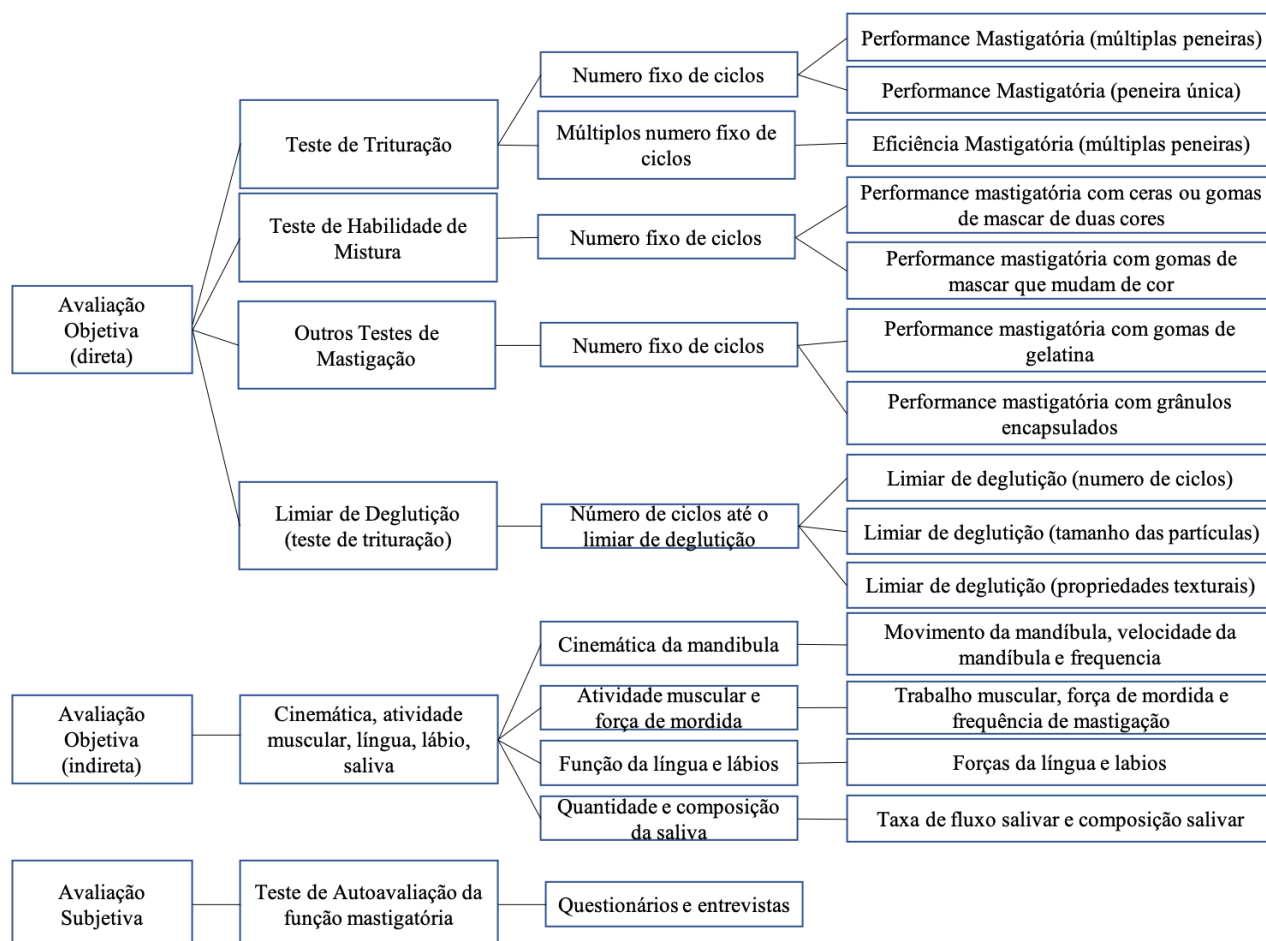 Avaliação
Objetiva
(direta)
Teste de Trituração
Numero fixo de ciclos
Performance Mastigatória (múltiplas peneiras)
Performance Mastigatória (peneira única)
Múltiplos numero fixo de
ciclos
Eficiência Mastigatória (múltiplas peneiras)
Teste de Habilidade de
Mistura
Numero fixo de ciclos
Performance mastigatória com ceras ou gomas
de mascar de duas cores
Performance mastigatória com gomas de
mascar que mudam de cor
Outros Testes de
Mastigação
Numero fixo de ciclos
Performance mastigatória com gomas de
gelatina
Performance mastigatória com grânulos
encapsulados
Limiar de Deglutição
(teste de trituração)
Número de ciclos até o
limiar de deglutição
Limiar de deglutição (numero de ciclos)
Limiar de deglutição (tamanho das partículas)
Limiar de deglutição (propriedades texturais)
Avaliação
Objetiva
(indireta)
Cinemática, atividade
muscular, língua, lábio,
saliva
Cinemática da mandibula
Movimento da mandíbula, velocidade da
mandíbula e frequencia
Atividade muscular e
força de mordida
Trabalho muscular, força de mordida e
frequência de mastigação
Função da língua e lábios
Forças da língua e labios
Quantidade e composição
da saliva
Taxa de fluxo salivar e composição salivar
Avaliação
Subjetiva
Teste de Autoavaliação da
função mastigatória
Questionários e entrevistas